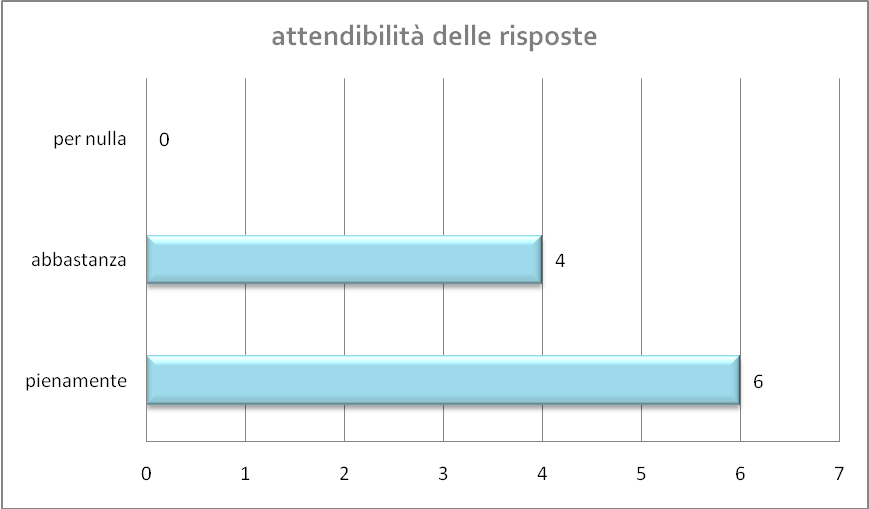 attendibilità delle risposte
per nulla 0
abbastanza 4
pienamente 6
0 1 2 3 4 5 6 7